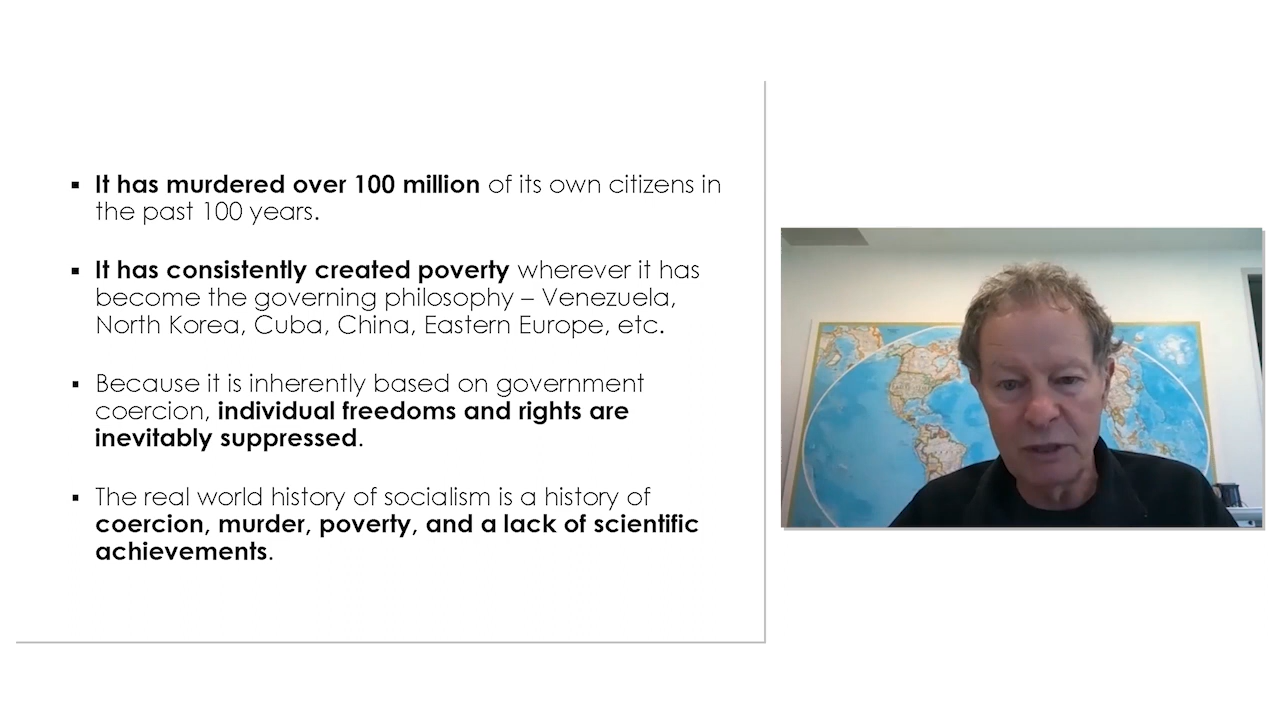 ▪ It has murdered over 100 million of its own citizens in
the past 100 years.
▪ It has consistently created poverty wherever it has
become the governing philosophy – Venezuela,
North Korea, Cuba, China, Eastern Europe, etc.
▪ Because it is inherently based on government
coercion, individual freedoms and rights are
inevitably suppressed.
▪ The real world history of socialism is a history of
coercion, murder, poverty, and a lack of scientific
achievements.